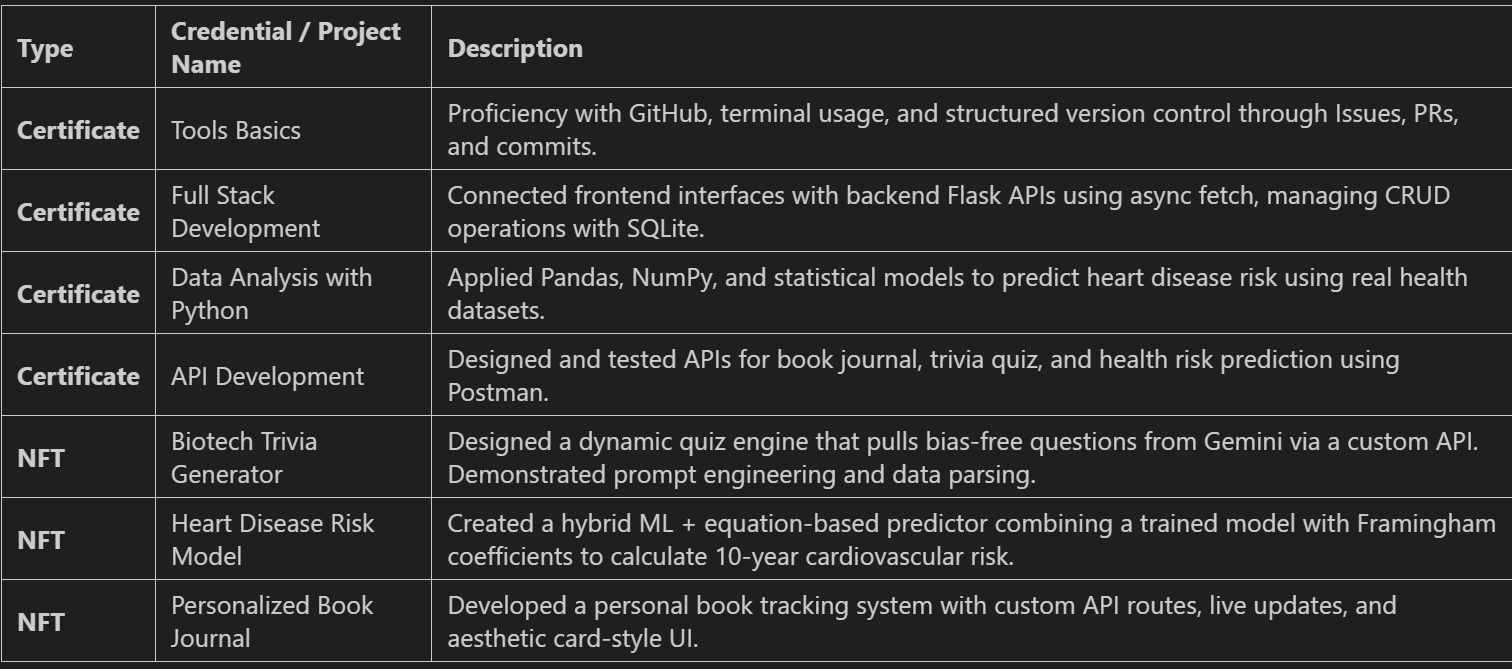 Type
Credential / Project
Name
Description
Certificate
Tools Basics
Proficiency with GitHub, terminal usage, and structured version control through Issues, PRs,
and commits.
Certificate
Full Stack
Development
Connected frontend interfaces with backend Flask APIs using async fetch, managing CRUD
operations with SQLite.
Certificate
Data Analysis with
Python
Applied Pandas, NumPy, and statistical models to predict heart disease risk using real health
datasets.
Certificate
API Development
Designed and tested APIs for book journal, trivia quiz, and health risk prediction using
Postman.
NFT
Biotech Trivia
Generator
Designed a dynamic quiz engine that pulls bias-free questions from Gemini via a custom API.
Demonstrated prompt engineering and data parsing.
NFT
Heart Disease Risk
Model
Created a hybrid ML + equation-based predictor combining a trained model with Framingham
coefficients to calculate 10-year cardiovascular risk.
NFT
Personalized Book
Journal
Developed a personal book tracking system with custom API routes, live updates, and
aesthetic card-style UI.